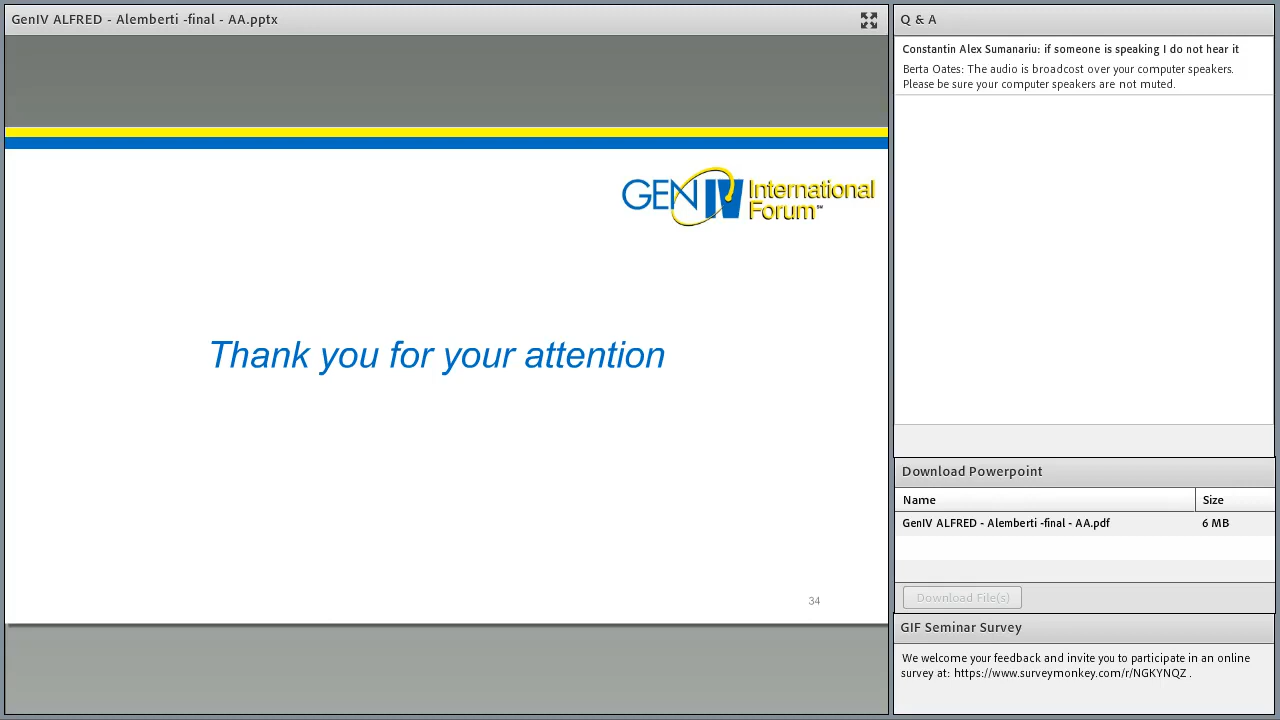 GenIV ALFRED - Alemberti -final - AA.pptx
GEN IV International
Forum™
Thank you for your attention
34
Q & A
Constantin Alex Sumanariu: if someone is speaking I do not hear it
Berta Oates: The audio is broadcast over your computer speakers.
Please be sure your computer speakers are not muted.
Download Powerpoint
Name Size
GenIV ALFRED - Alemberti -final - AA.pdf 6 MB
Download File(s)
GIF Seminar Survey
We welcome your feedback and invite you to participate in an online
survey at: https://www.surveymonkey.com/r/NGKYNQZ .